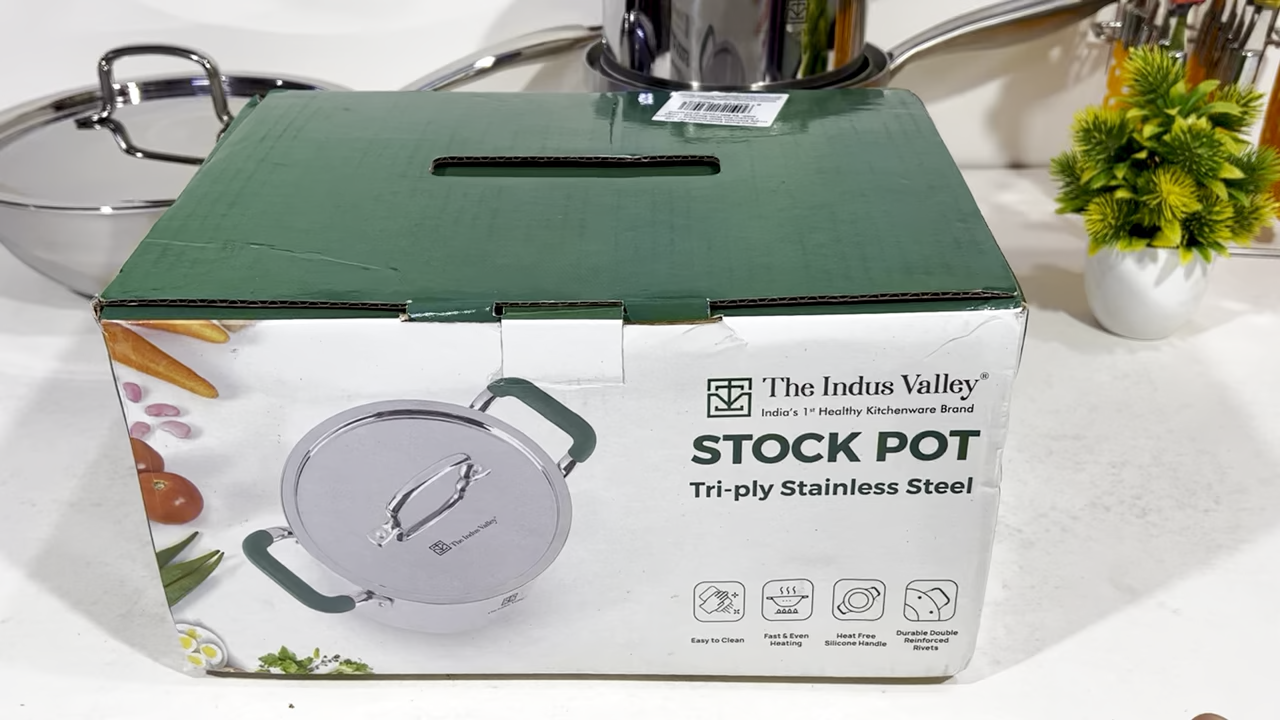 The Indus Valley®
India's 1st Healthy Kitchenware Brand
STOCK POT
Tri-ply Stainless Steel
The Indus Valley
Easy to Clean
Fast & Even
Heating
Heat Free
Silicone Handle
Durable Double
Reinforced
Rivets